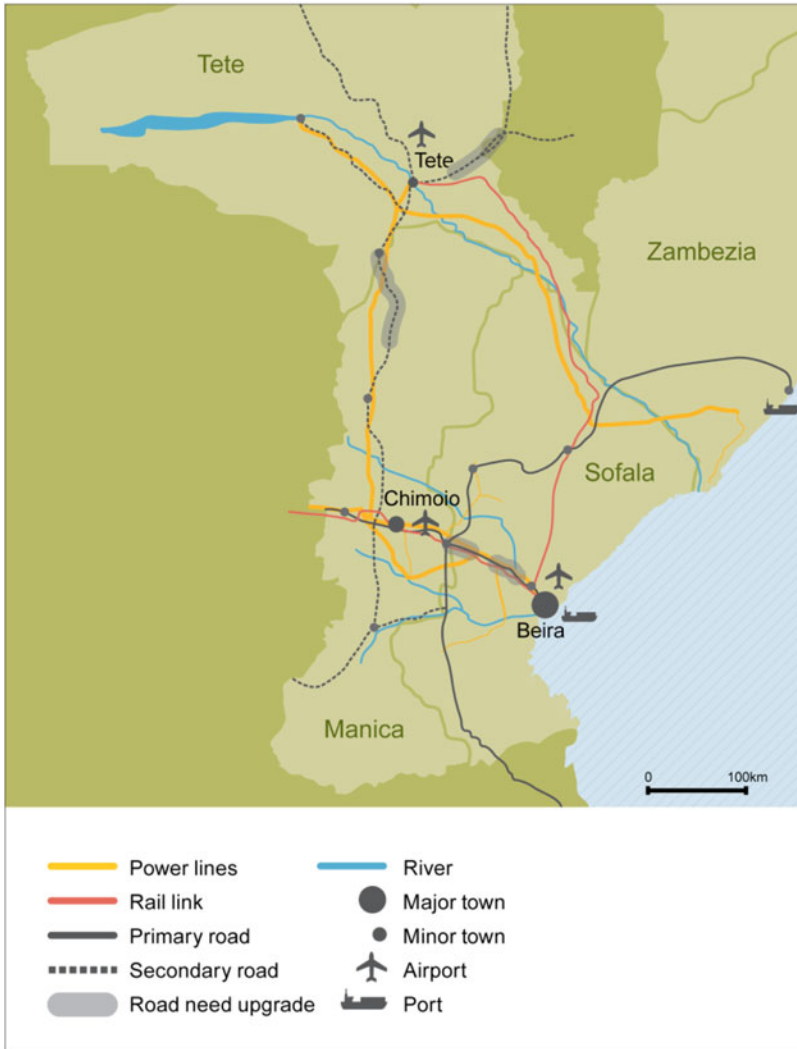 Tete
Tete
Zambezia
Chimoio
Sofala
Beira
Manica
0 100km
Power lines
River
Rail link
Major town
Primary road
Minor town
Secondary road
Airport
Road need upgrade
Port